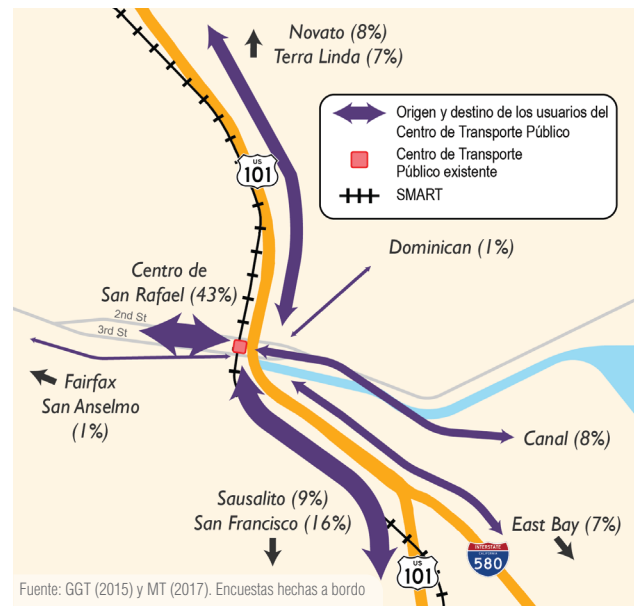 Novato (8%)
Terra Linda (7%)
Origen y destino de los usuarios del
Centro de Transporte Público
Centro de Transporte
Público existente
SMART
US
101
Dominican (1%)
Centro de
San Rafael (43%)
2nd St
3rd St
Fairfax
San Anselmo
(1%)
Canal (8%)
Sausalito (9%)
San Francisco (16%)
East Bay (7%)
INTERSTATE
CALIFORNIA
580
US
101
Fuente: GGT (2015) y MT (2017). Encuestas hechas a bordo